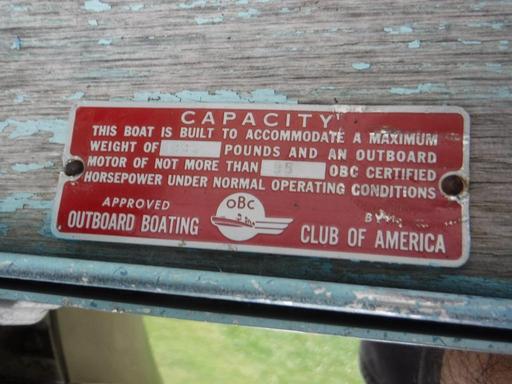 CAPACITY
THIS BOAT IS BUILT TO ACCOMMODATE A MAXIMUM
WEIGHT OF POUNDS AND AN OUTBOARD
MOTOR OF NOT MORE THAN OBC CERTIFIED
HORSEPOWER UNDER NORMAL OPERATING CONDITIONS
APPROVED OBC BY
OUTBOARD BOATING CLUB OF AMERICA